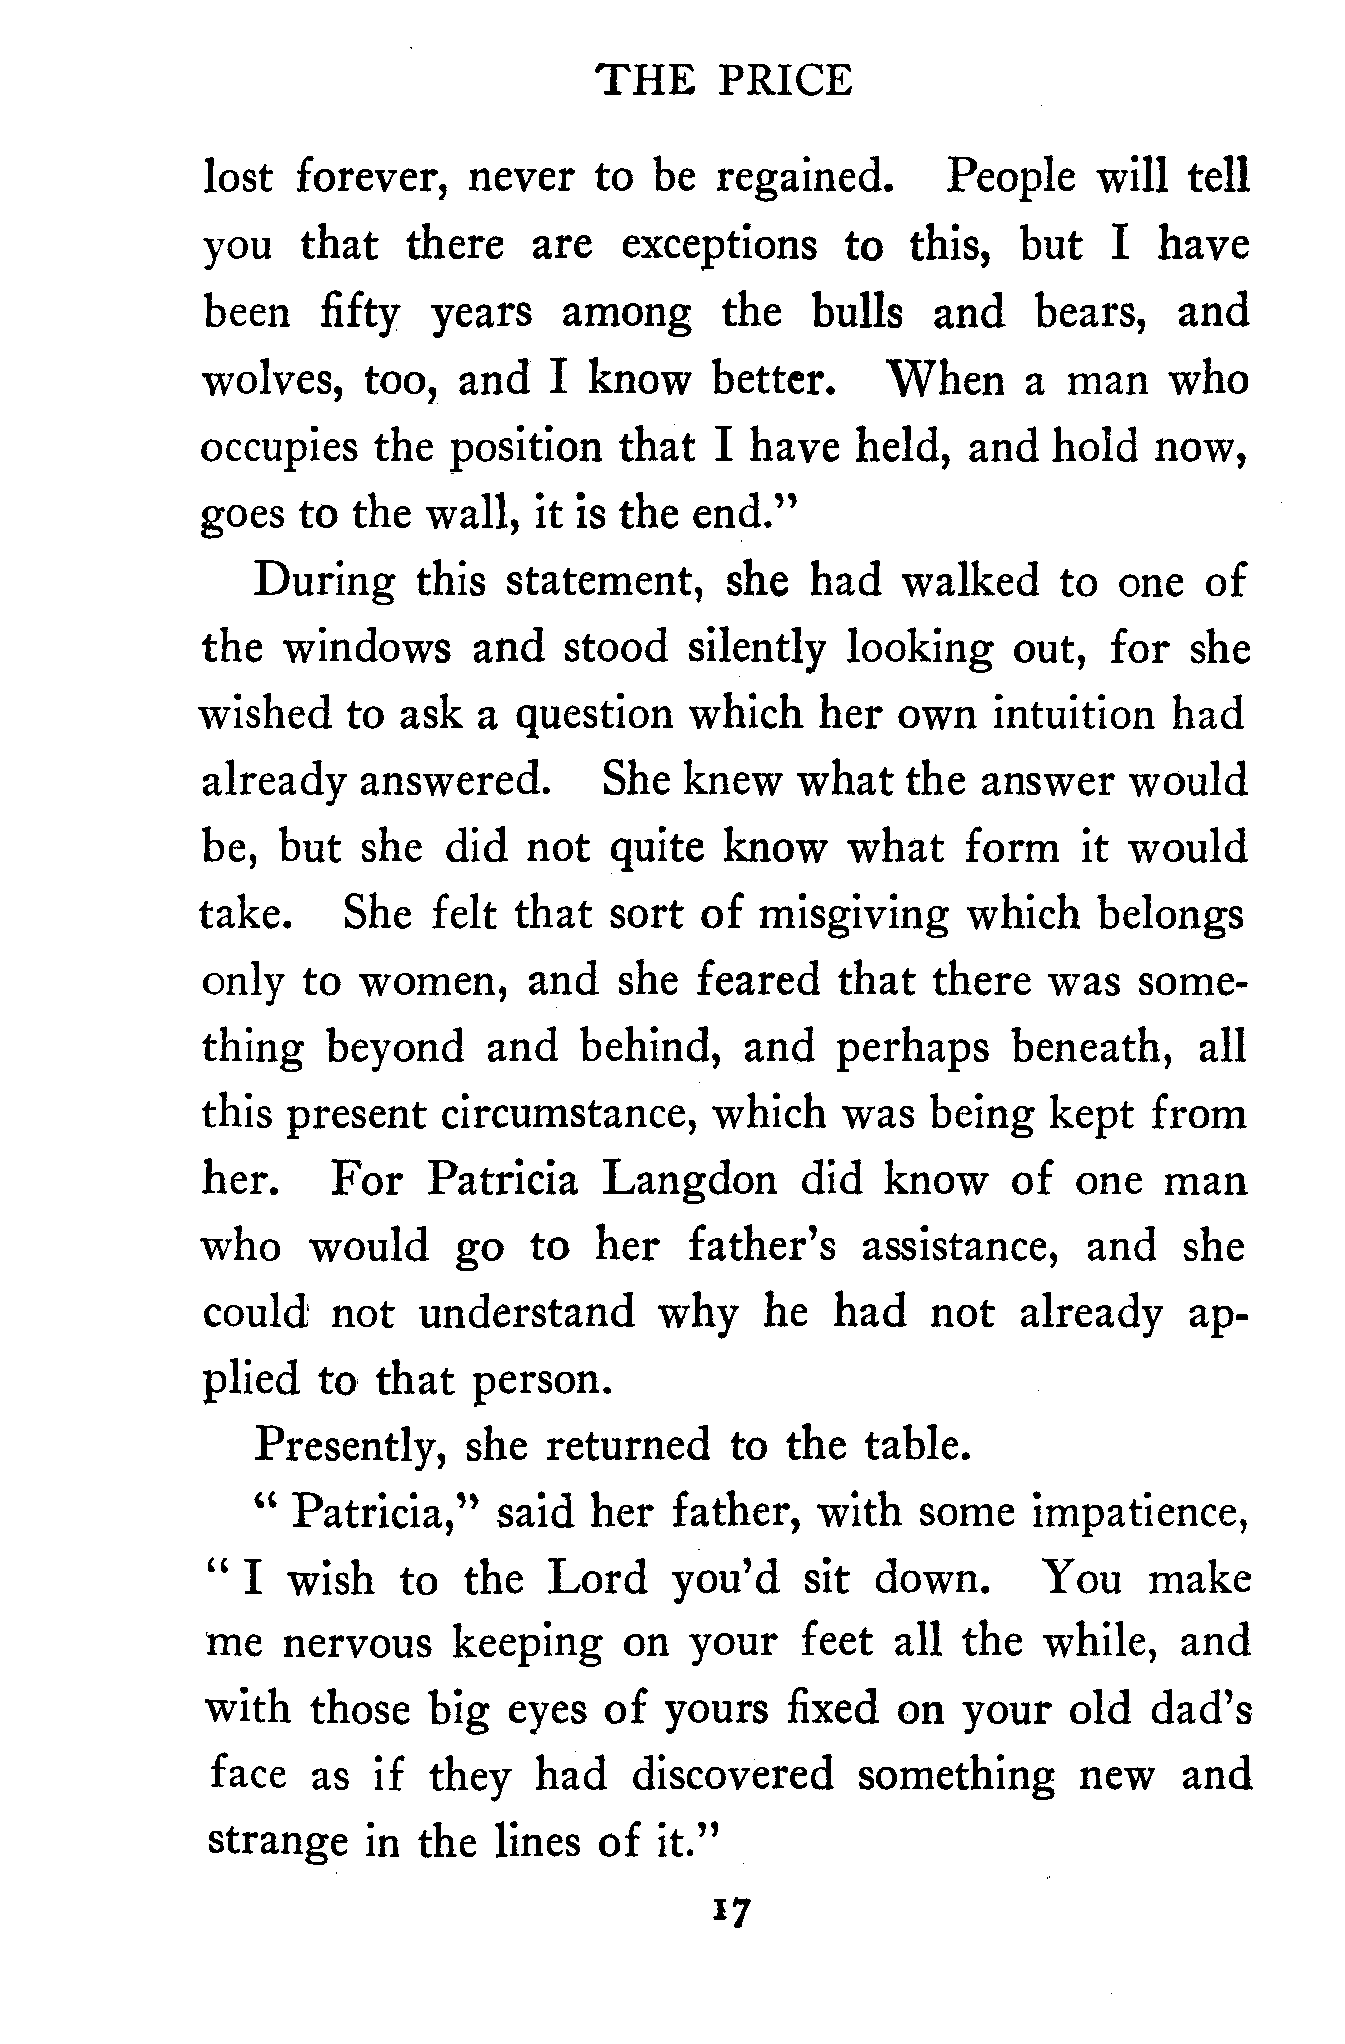 THE PRICE
lost forever, never to be regained. People will tell
you that there are exceptions to this, but I have
been fifty years among the bulls and bears, and
wolves, too, and I know better. When a man who
occupies the position that I have held, and hold now,
goes to the wall, it is the end."
During this statement, she had walked to one of
the windows and stood silently looking out, for she
wished to ask a question which her own intuition had
already answered. She knew what the answer would
be, but she did not quite know what form it would
take. She felt that sort of misgiving which belongs
only to women, and she feared that there was some-
thing beyond and behind, and perhaps beneath, all
this present circumstance, which was being kept from
her. For Patricia Langdon did know of one man
who would go to her father's assistance, and she
could not understand why he had not already ap-
plied to that person.
Presently, she returned to the table.
" Patricia," said her father, with some impatience,
" I wish to the Lord you'd sit down. You make
me nervous keeping on your feet all the while, and
with those big eyes of yours fixed on your old dad's
face as if they had discovered something new and
strange in the lines of it."
17